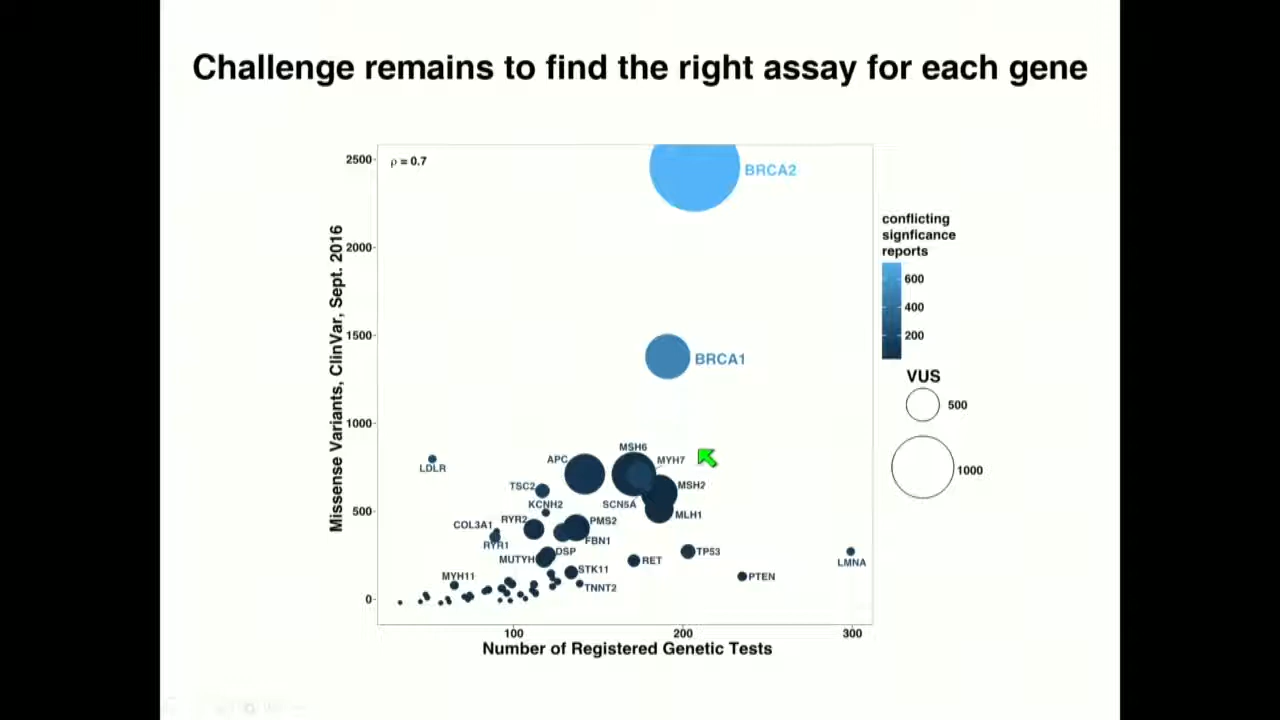 Challenge remains to find the right assay for each gene
ρ = 0.7
2500
2000
1500
1000
500
0
Missense Variants, ClinVar, Sept. 2016
BRCA2
BRCA1
MSH6
APC
MYH7
LDLR
TSC2
MSH2
KCNH2
SCN5A
MLH1
COL3A1
RYR2
PMS2
RYR1
FBN1
MUTYH
DSP
TP53
RET
LMNA
STK11
MYH11
PTEN
TNNT2
100
200
300
Number of Registered Genetic Tests
conflicting
signficance
reports
600
400
200
VUS
500
1000